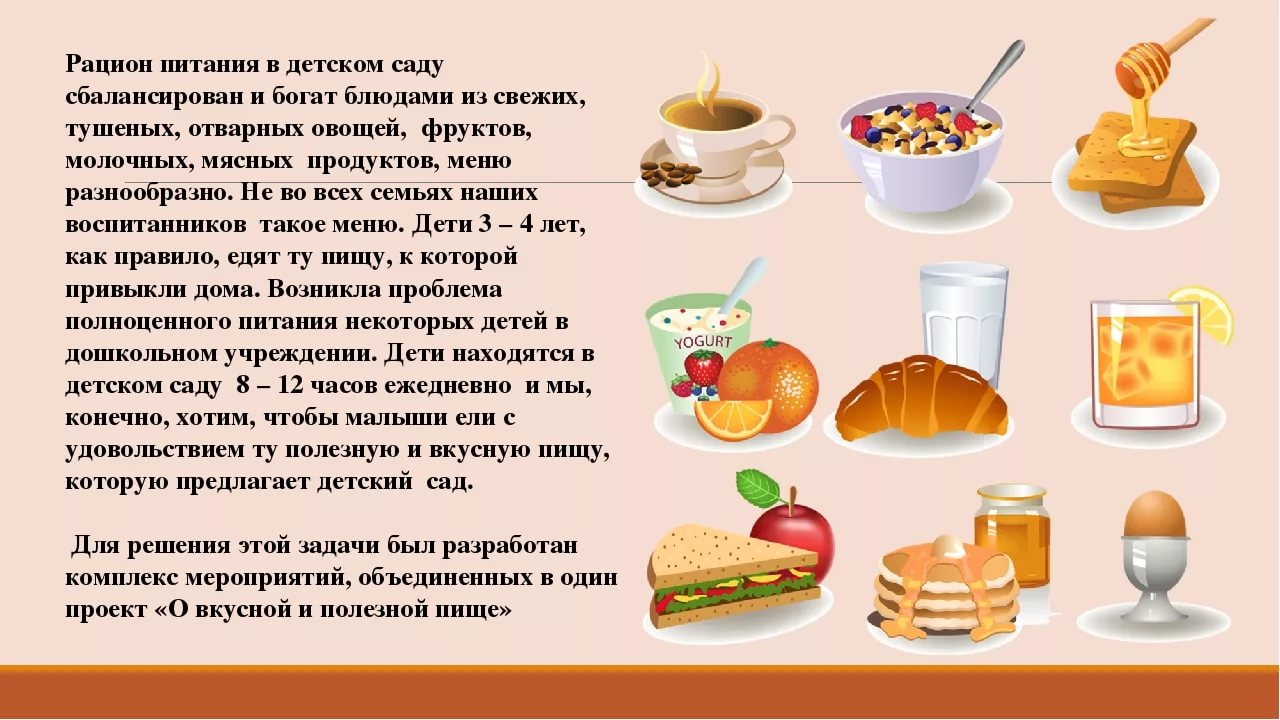 Рацион питания в детском саду
сбалансирован и богат блюдами из свежих,
тушеных, отварных овощей,  фруктов,
молочных, мясных  продуктов, меню
разнообразно. Не во всех семьях наших
воспитанников  такое меню. Дети 3 – 4 лет,
как правило, едят ту пищу, к которой
привыкли дома. Возникла проблема
полноценного питания некоторых детей в
дошкольном учреждении. Дети находятся в
детском саду  8 – 12 часов ежедневно  и мы,
конечно, хотим, чтобы малыши ели с
удовольствием ту полезную и вкусную пищу,
которую предлагает детский  сад.
Для решения этой задачи был разработан
комплекс мероприятий, объединенных в один
проект «О вкусной и полезной пище»
YOGURT